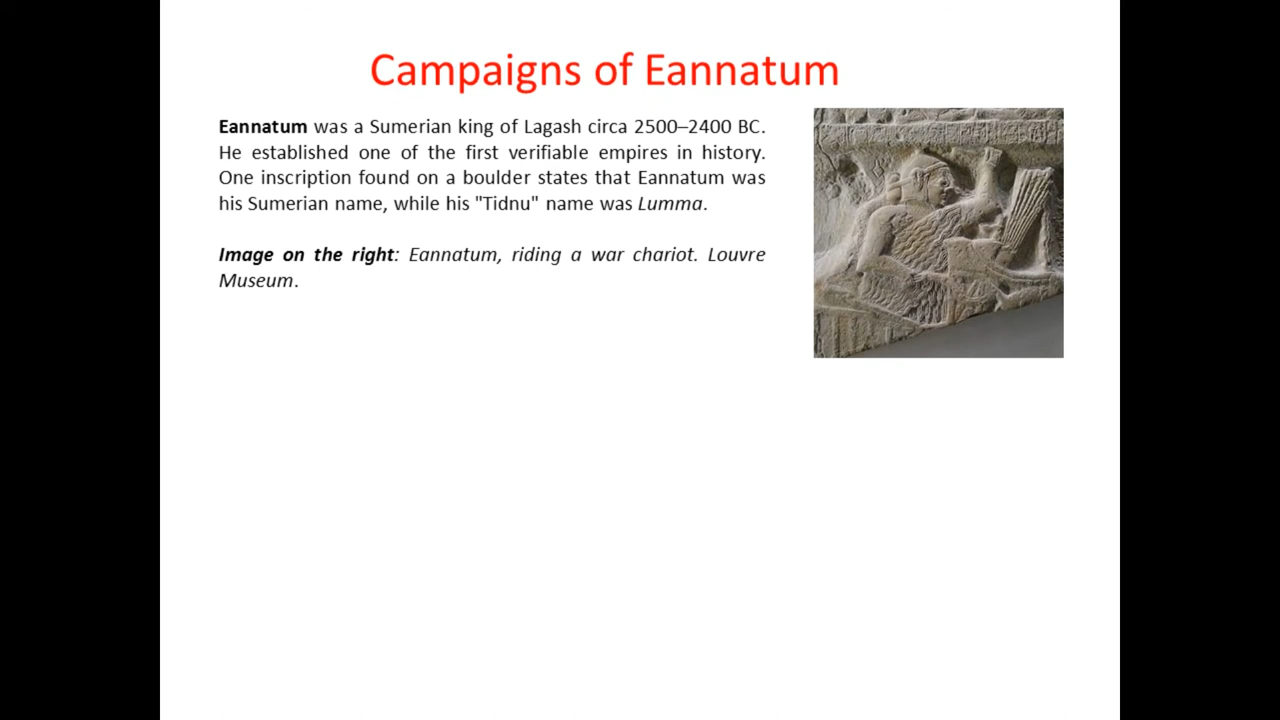 Campaigns of Eannatum
Eannatum was a Sumerian king of Lagash circa 2500–2400 BC.
He established one of the first verifiable empires in history.
One inscription found on a boulder states that Eannatum was
his Sumerian name, while his "Tidnu" name was Lumma.
Image on the right: Eannatum, riding a war chariot. Louvre
Museum.